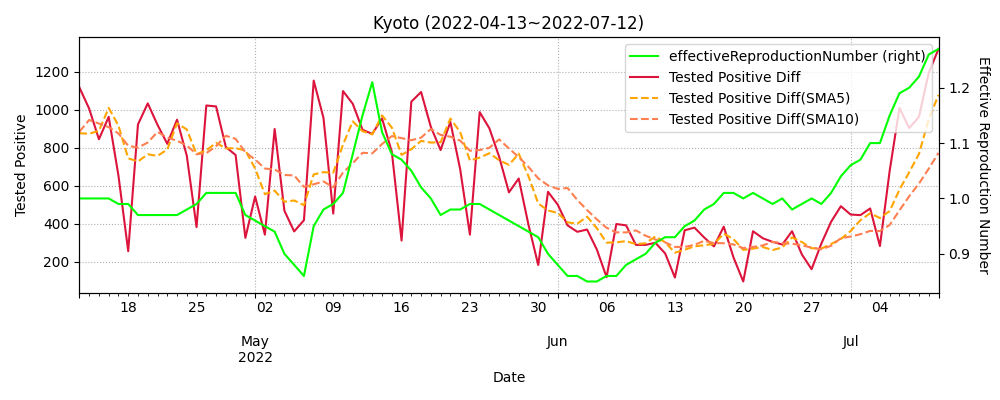 Kyoto (2022-04-13~2022-07-12)
effectiveReproductionNumber (right)
Tested Positive Diff
Tested Positive Diff(SMA5)
Tested Positive Diff(SMA10)
Tested Positive
1200
1000
800
600
400
200
Effective Reproduction Number
1.2
1.1
1.0
0.9
18 25 02 09 16 23 30 06 13 20 27 04
May Jun Jul
2022
Date